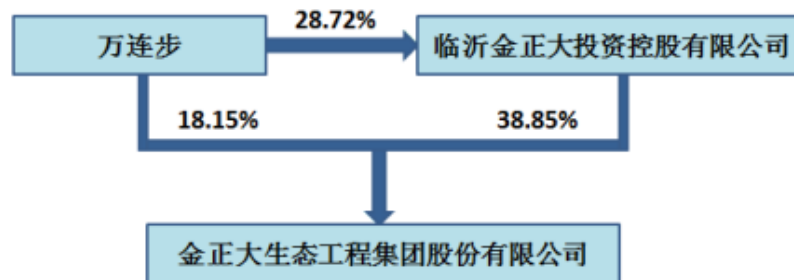 28.72%
万连步
临沂金正大投资控股有限公司
18.15%
38.85%
金正大生态工程集团股份有限公司